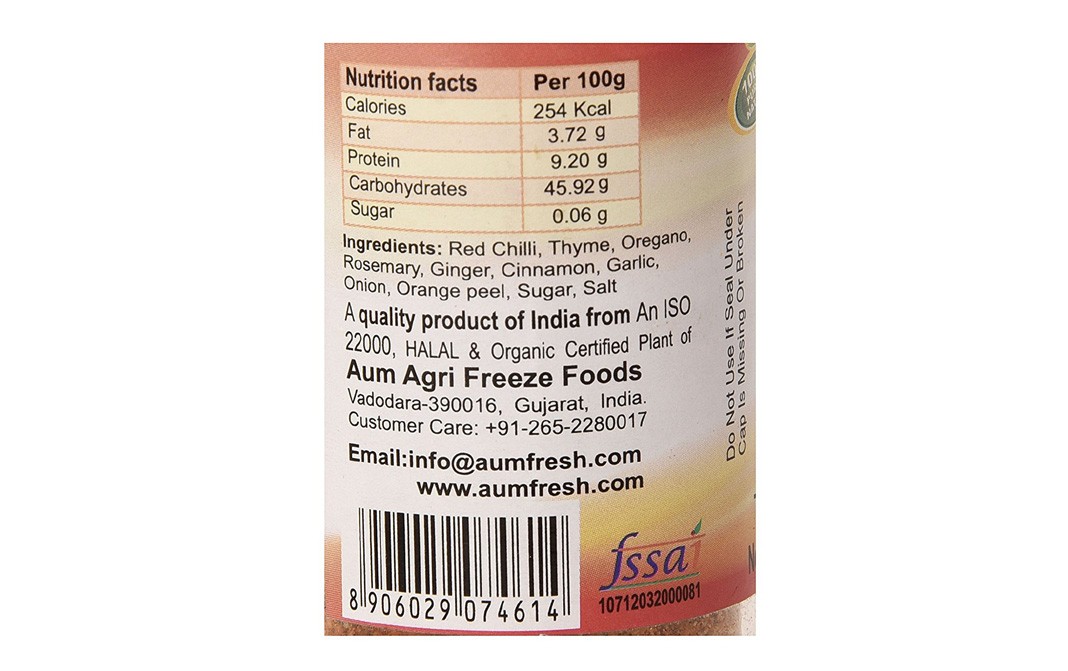 Nutrition facts Per 100g
Calories 254 Kcal
Fat 3.72 g
Protein 9.20 g
Carbohydrates 45.92 g
Sugar 0.06 g
Ingredients: Red Chilli, Thyme, Oregano,
Rosemary, Ginger, Cinnamon, Garlic,
Onion, Orange peel, Sugar, Salt
A quality product of India from An ISO
22000, HALAL & Organic Certified Plant of
Aum Agri Freeze Foods
Vadodara-390016, Gujarat, India.
Customer Care: +91-265-2280017
Email:info@aumfresh.com
www.aumfresh.com
8 906029 074614
fssai
10712032000081
Do Not Use If Seal Under
Cap Is Missing Or Broken